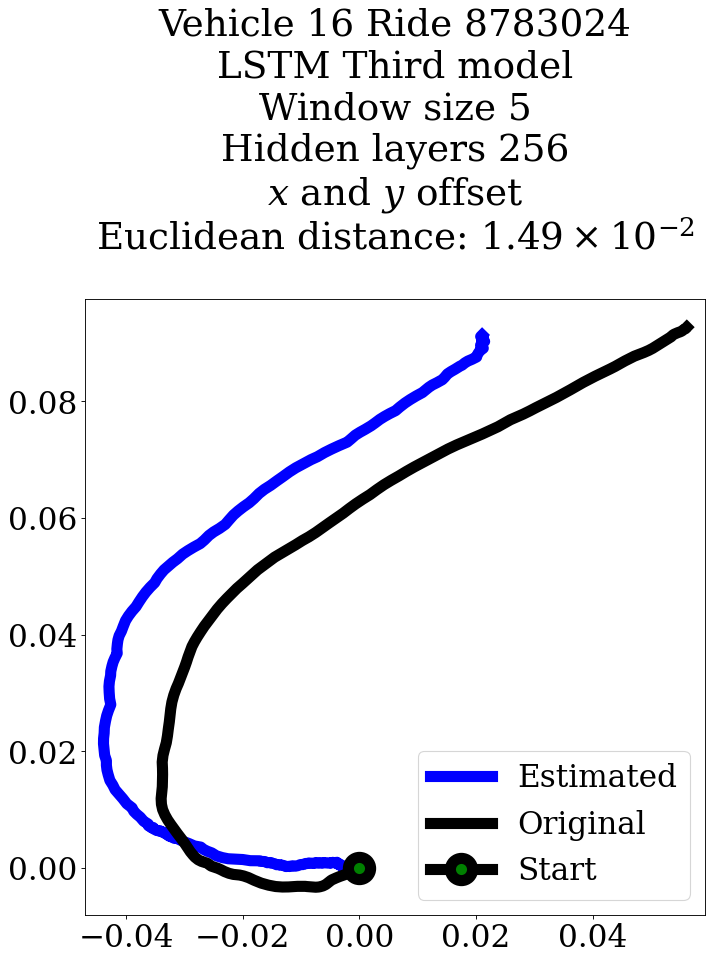 Vehicle 16 Ride 8783024
LSTM Third model
Window size 5
Hidden layers 256
x and y offset
Euclidean distance: 1.49 × 10⁻²
0.08
0.06
0.04
0.02
0.00
Estimated
Original
Start
−0.04 −0.02 0.00 0.02 0.04